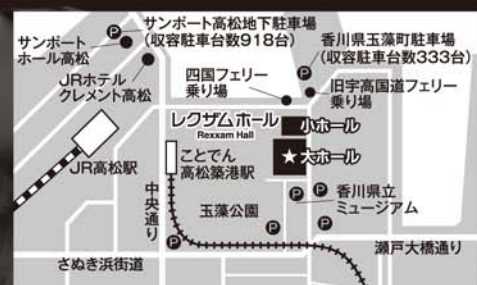 サンポート高松地下駐車場
(収容駐車台数918台)
サンポート
ホール高松
JRホテル
クレメント高松
香川県玉藻町駐車場
(収容駐車台数333台)
四国フェリー
乗り場
旧宇高国道フェリー
乗り場
レクザムホール
Rexxam Hall
小ホール
★大ホール
JR高松駅
ことでん
高松築港駅
中央通り
玉藻公園
香川県立
ミュージアム
瀬戸大橋通り
さぬき浜街道
P
P
P
P
P
P
P